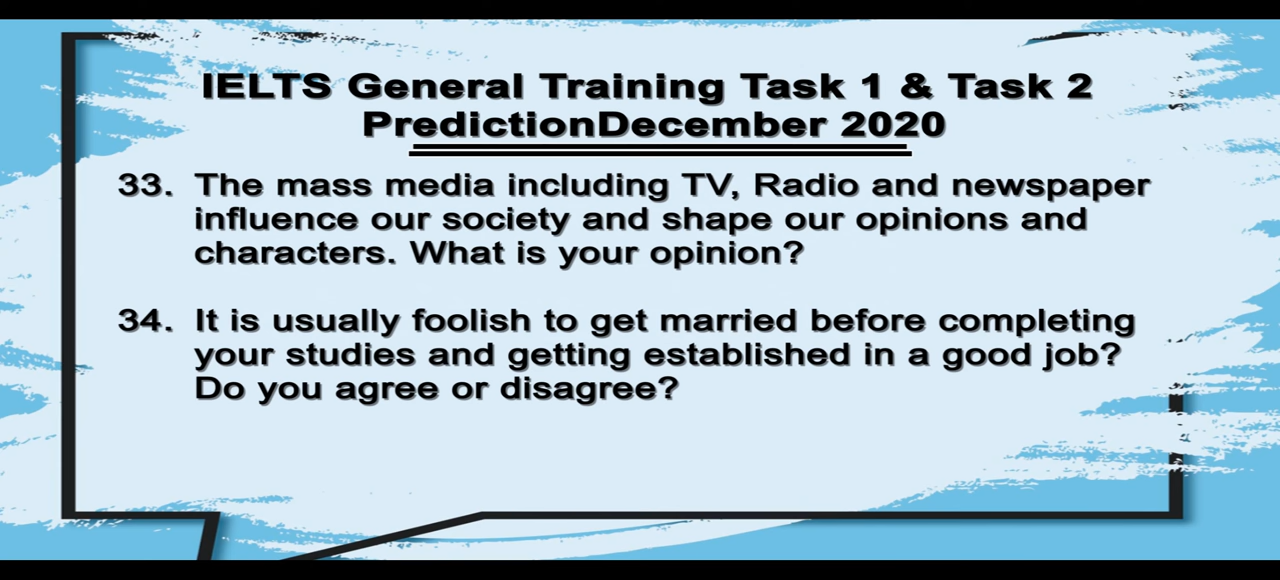 IELTS General Training Task 1 & Task 2
PredictionDecember 2020
33. The mass media including TV, Radio and newspaper
influence our society and shape our opinions and
characters. What is your opinion?
34. It is usually foolish to get married before completing
your studies and getting established in a good job?
Do you agree or disagree?